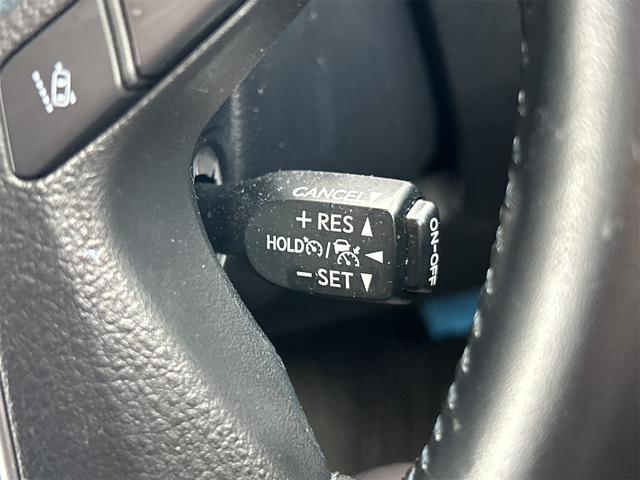 CANCEL
+ RES ▲
HOLD / ◀
− SET ▼
ON-OFF